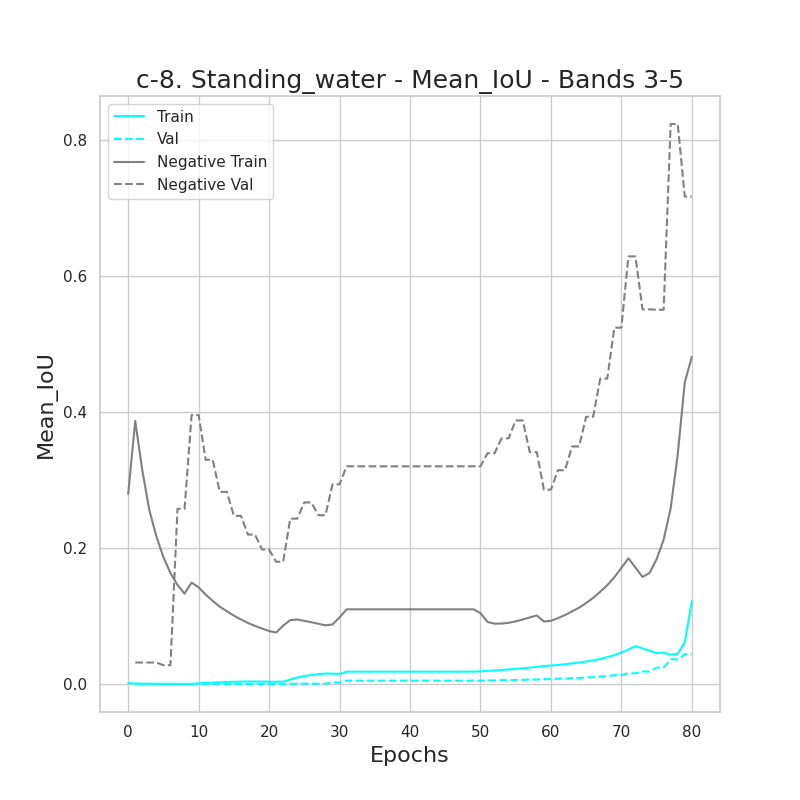 c-8. Standing_water - Mean_IoU - Bands 3-5
Train
Val
Negative Train
Negative Val
0.8
0.6
0.4
0.2
0.0
Mean_IoU
0 10 20 30 40 50 60 70 80
Epochs